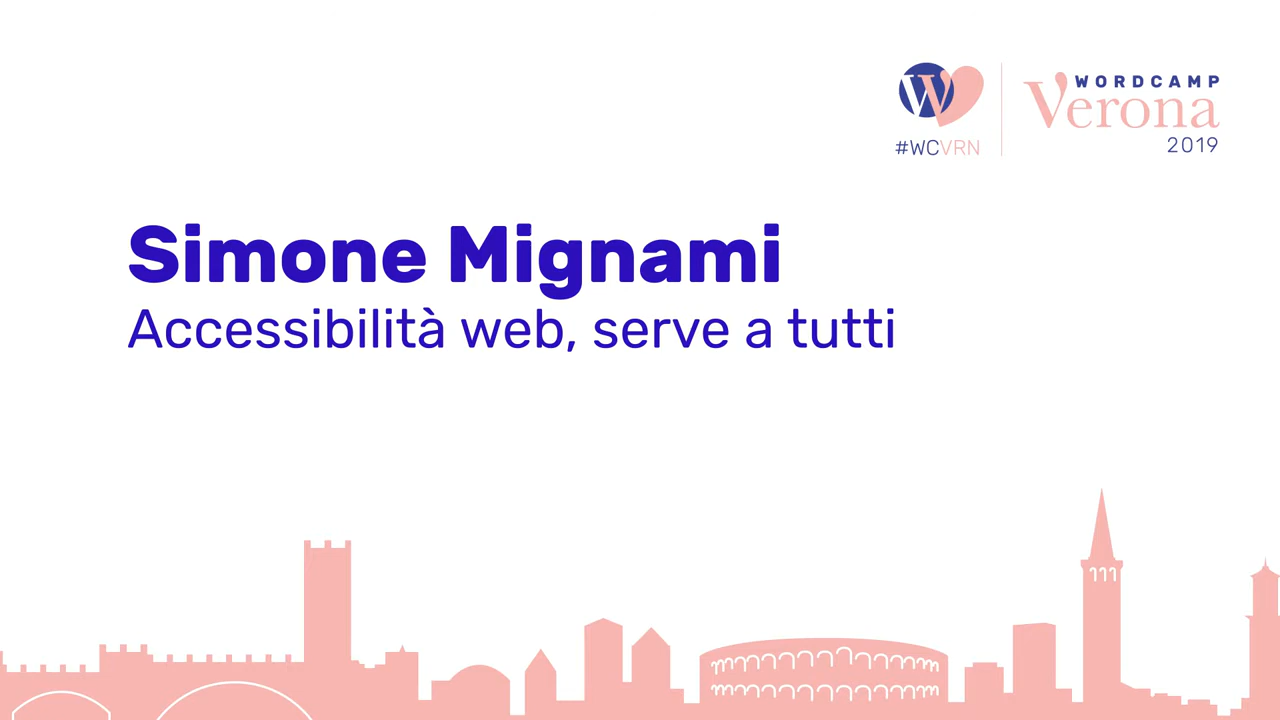 WORDCAMP
Verona
2019
#WCVRN
Simone Mignami
Accessibilità web, serve a tutti